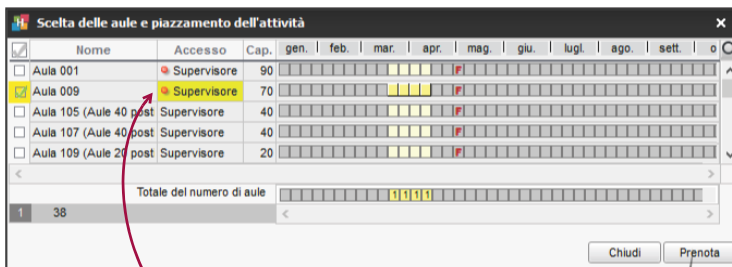 Scelta delle aule e piazzamento dell'attività
Nome Accesso Cap. gen. feb. mar. apr. mag. giu. lugl. ago. sett. o
Aula 001 Supervisore 90 F
Aula 009 Supervisore 70
Aula 105 (Aule 40 post Supervisore 40 F
Aula 107 (Aule 40 post Supervisore 40 F
Aula 109 (Aule 20 post Supervisore 20 F
Totale del numero di aule 1 1 1 1
1 38
Chiudi Prenota